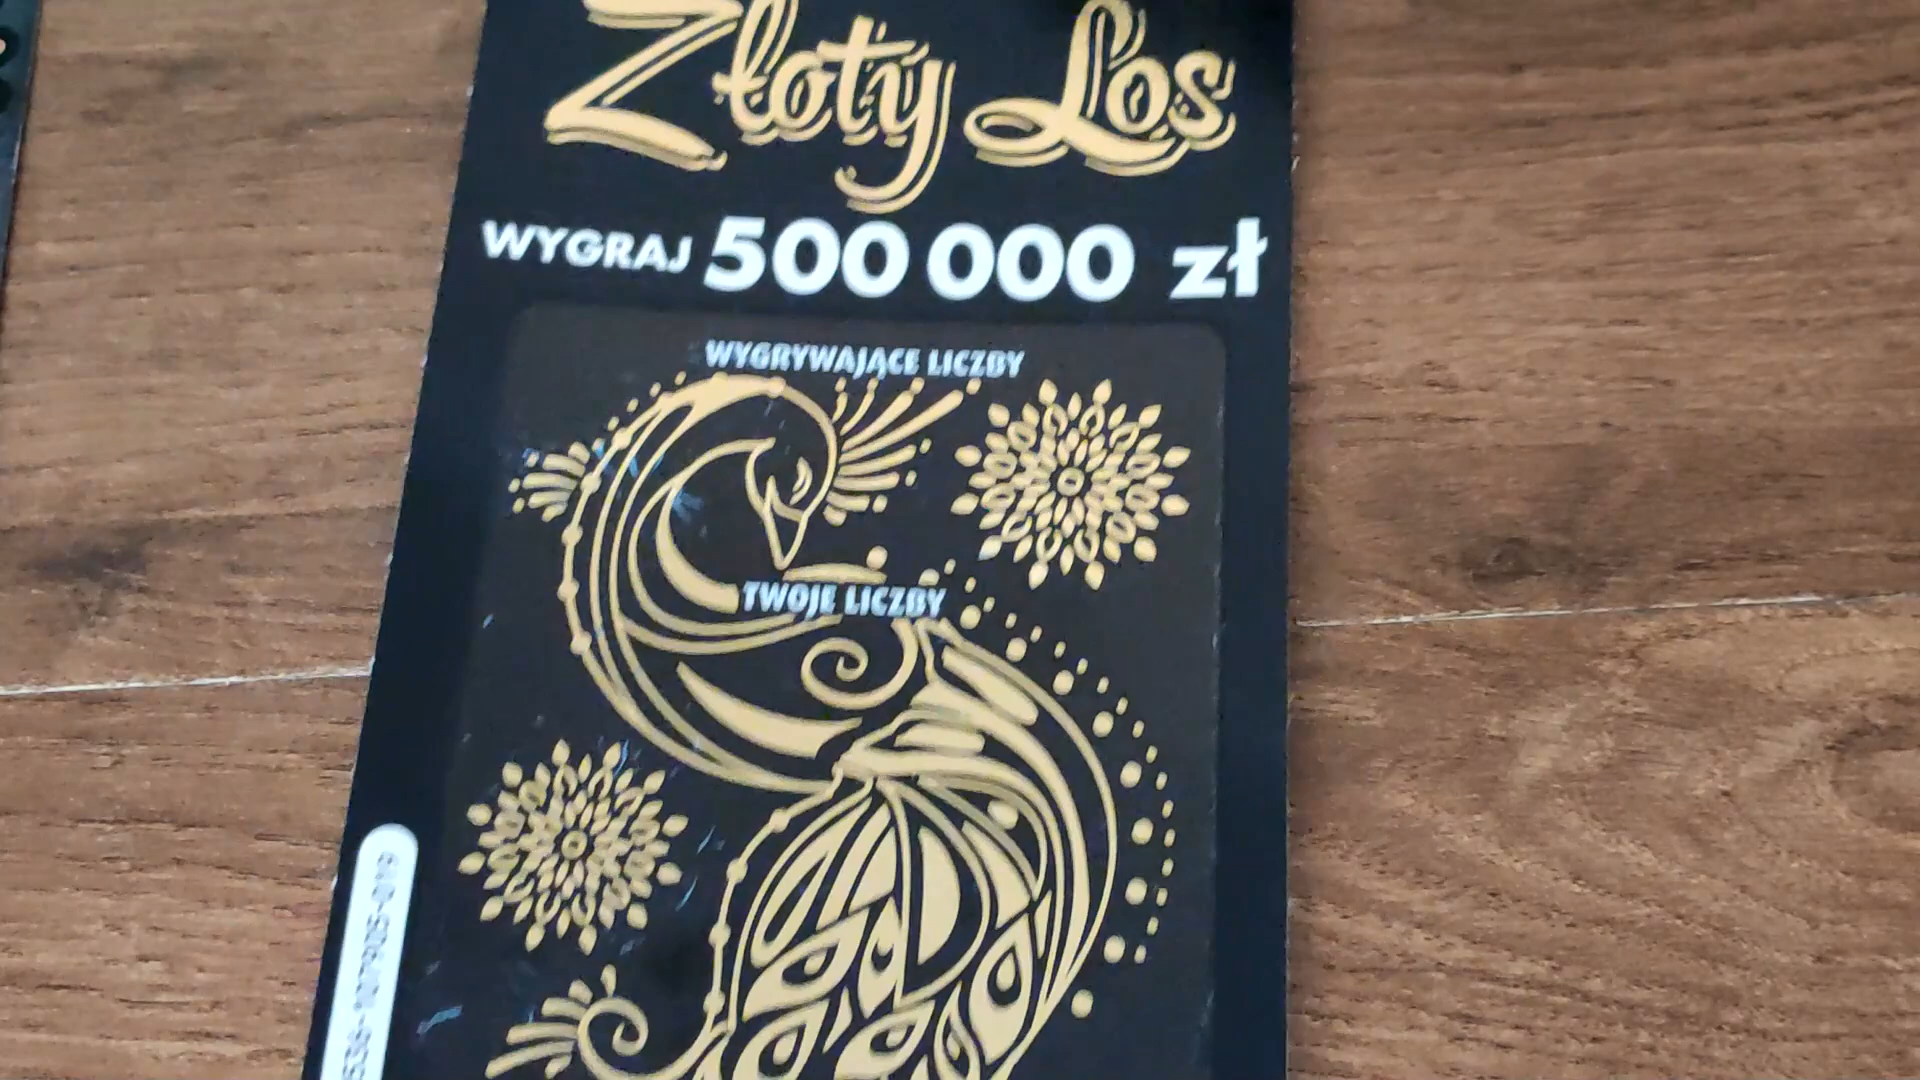 Złoty Los
WYGRAJ 500 000 zł
WYGRYWAJĄCE LICZBY
TWOJE LICZBY